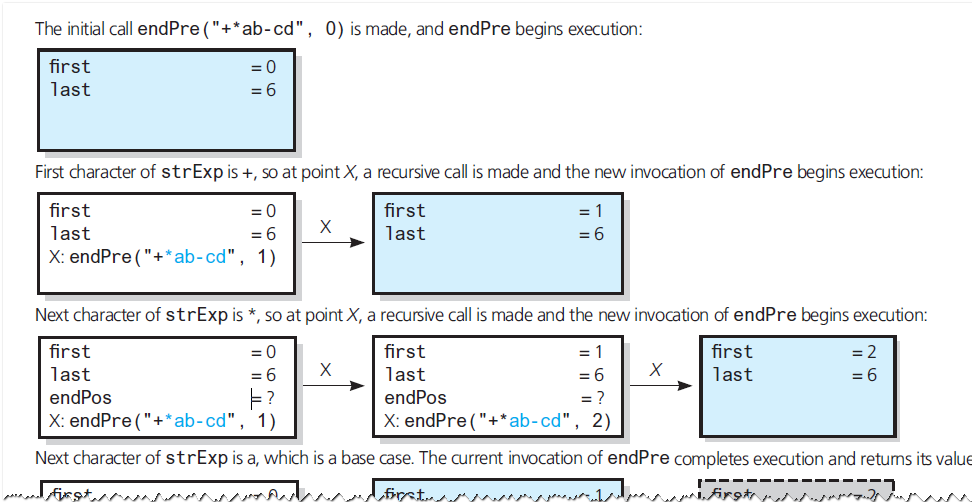 The initial call endPre("+*ab-cd", 0) is made, and endPre begins execution:
first = 0
last = 6
First character of strExp is +, so at point X, a recursive call is made and the new invocation of endPre begins execution:
first = 0
last = 6
X: endPre("+*ab-cd", 1)
X
first = 1
last = 6
Next character of strExp is *, so at point X, a recursive call is made and the new invocation of endPre begins execution:
first = 0
last = 6
endPos = ?
X: endPre("+*ab-cd", 1)
X
first = 1
last = 6
endPos = ?
X: endPre("+*ab-cd", 2)
X
first = 2
last = 6
Next character of strExp is a, which is a base case. The current invocation of endPre completes execution and returns its value